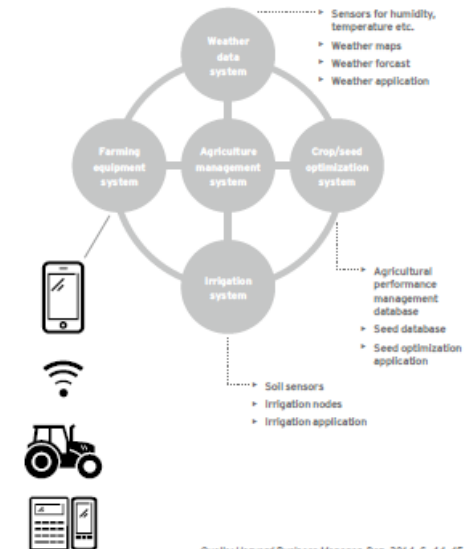 Sensors for humidity,
temperature etc.
Weather maps
Weather forcast
Weather application
Weather
data
system
Farming
equipment
system
Agriculture
management
system
Crop/seed
optimization
system
Irrigation
system
Agricultural
performance
management
database
Seed database
Seed optimization
application
Soil sensors
Irrigation nodes
Irrigation application